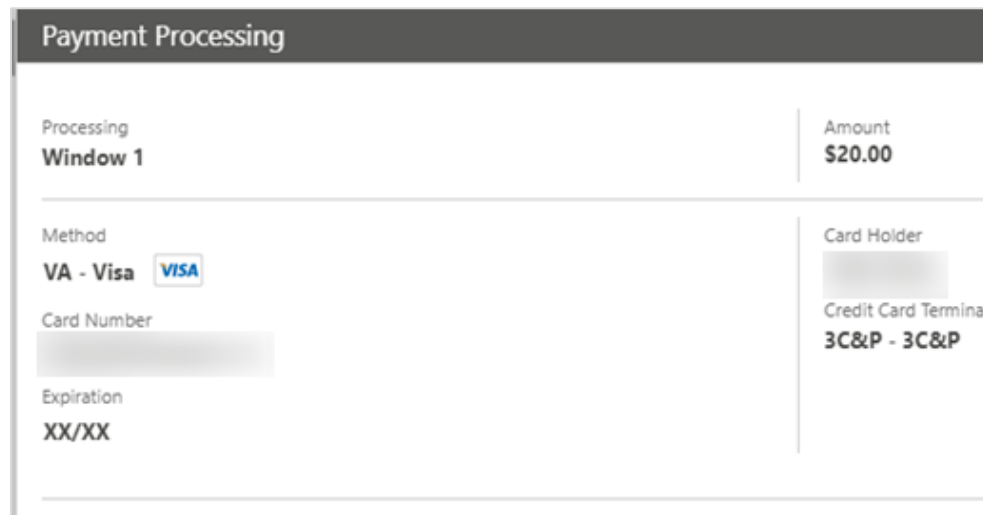 Payment Processing
Processing
Window 1
Amount
$20.00
Method
VA - Visa VISA
Card Number
Expiration
XX/XX
Card Holder
Credit Card Termina
3C&P - 3C&P